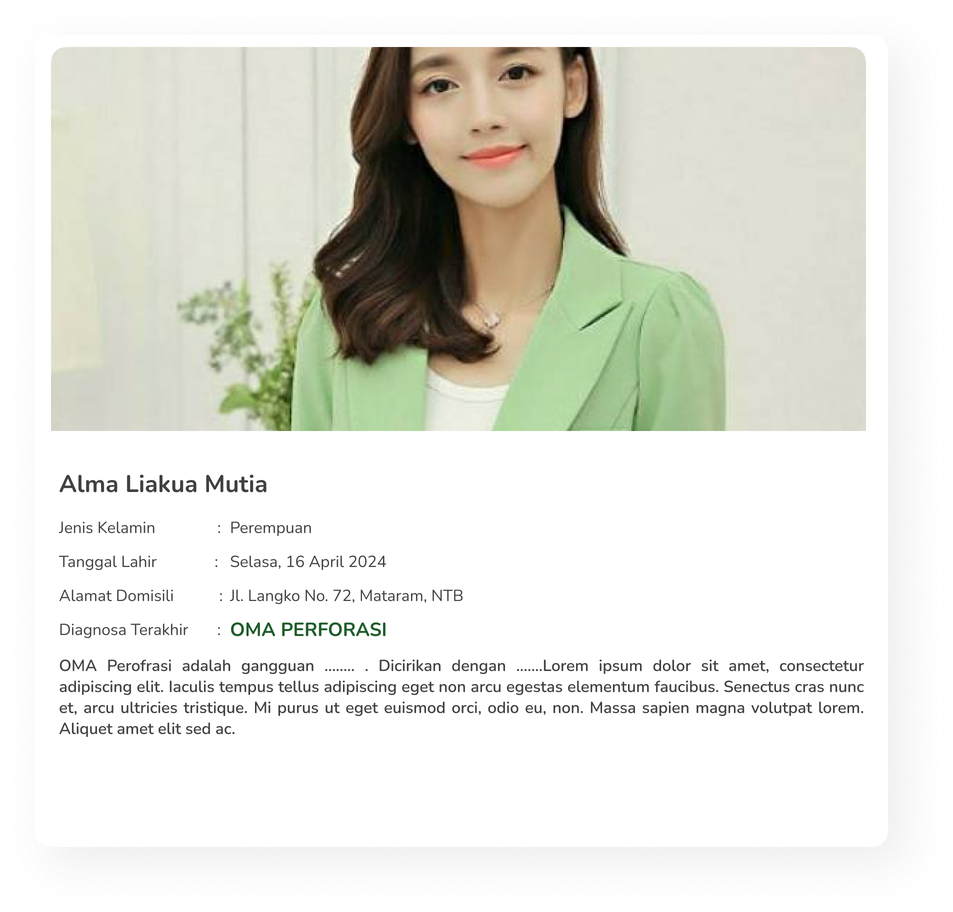 Alma Liakua Mutia
Jenis Kelamin : Perempuan
Tanggal Lahir : Selasa, 16 April 2024
Alamat Domisili : Jl. Langko No. 72, Mataram, NTB
Diagnosa Terakhir : OMA PERFORASI
OMA Perofrasi adalah gangguan ........ . Dicirikan dengan .......Lorem ipsum dolor sit amet, consectetur
adipiscing elit. Iaculis tempus tellus adipiscing eget non arcu egestas elementum faucibus. Senectus cras nunc
et, arcu ultricies tristique. Mi purus ut eget euismod orci, odio eu, non. Massa sapien magna volutpat lorem.
Aliquet amet elit sed ac.